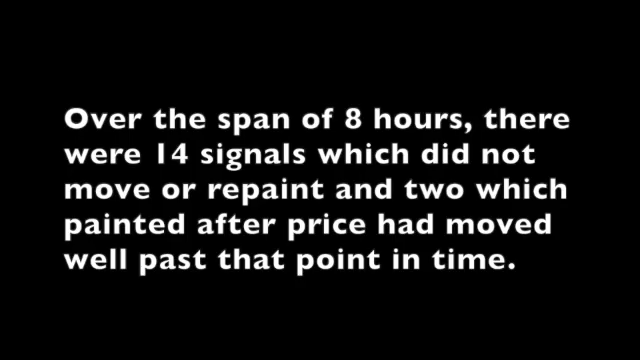 Over the span of 8 hours, there
were 14 signals which did not
move or repaint and two which
painted after price had moved
well past that point in time.